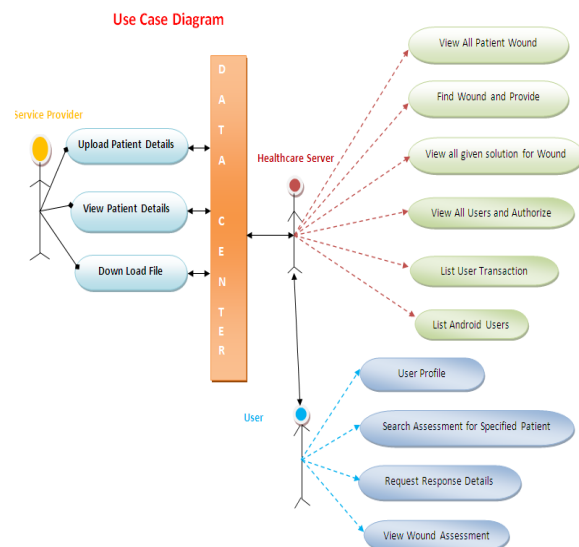 Use Case Diagram
Service Provider
Upload Patient Details
View Patient Details
Down Load File
D
A
T
A
C
E
N
T
E
R
Healthcare Server
View All Patient Wound
Find Wound and Provide
View all given solution for Wound
View All Users and Authorize
List User Transaction
List Android Users
User
User Profile
Search Assessment for Specified Patient
Request Response Details
View Wound Assessment